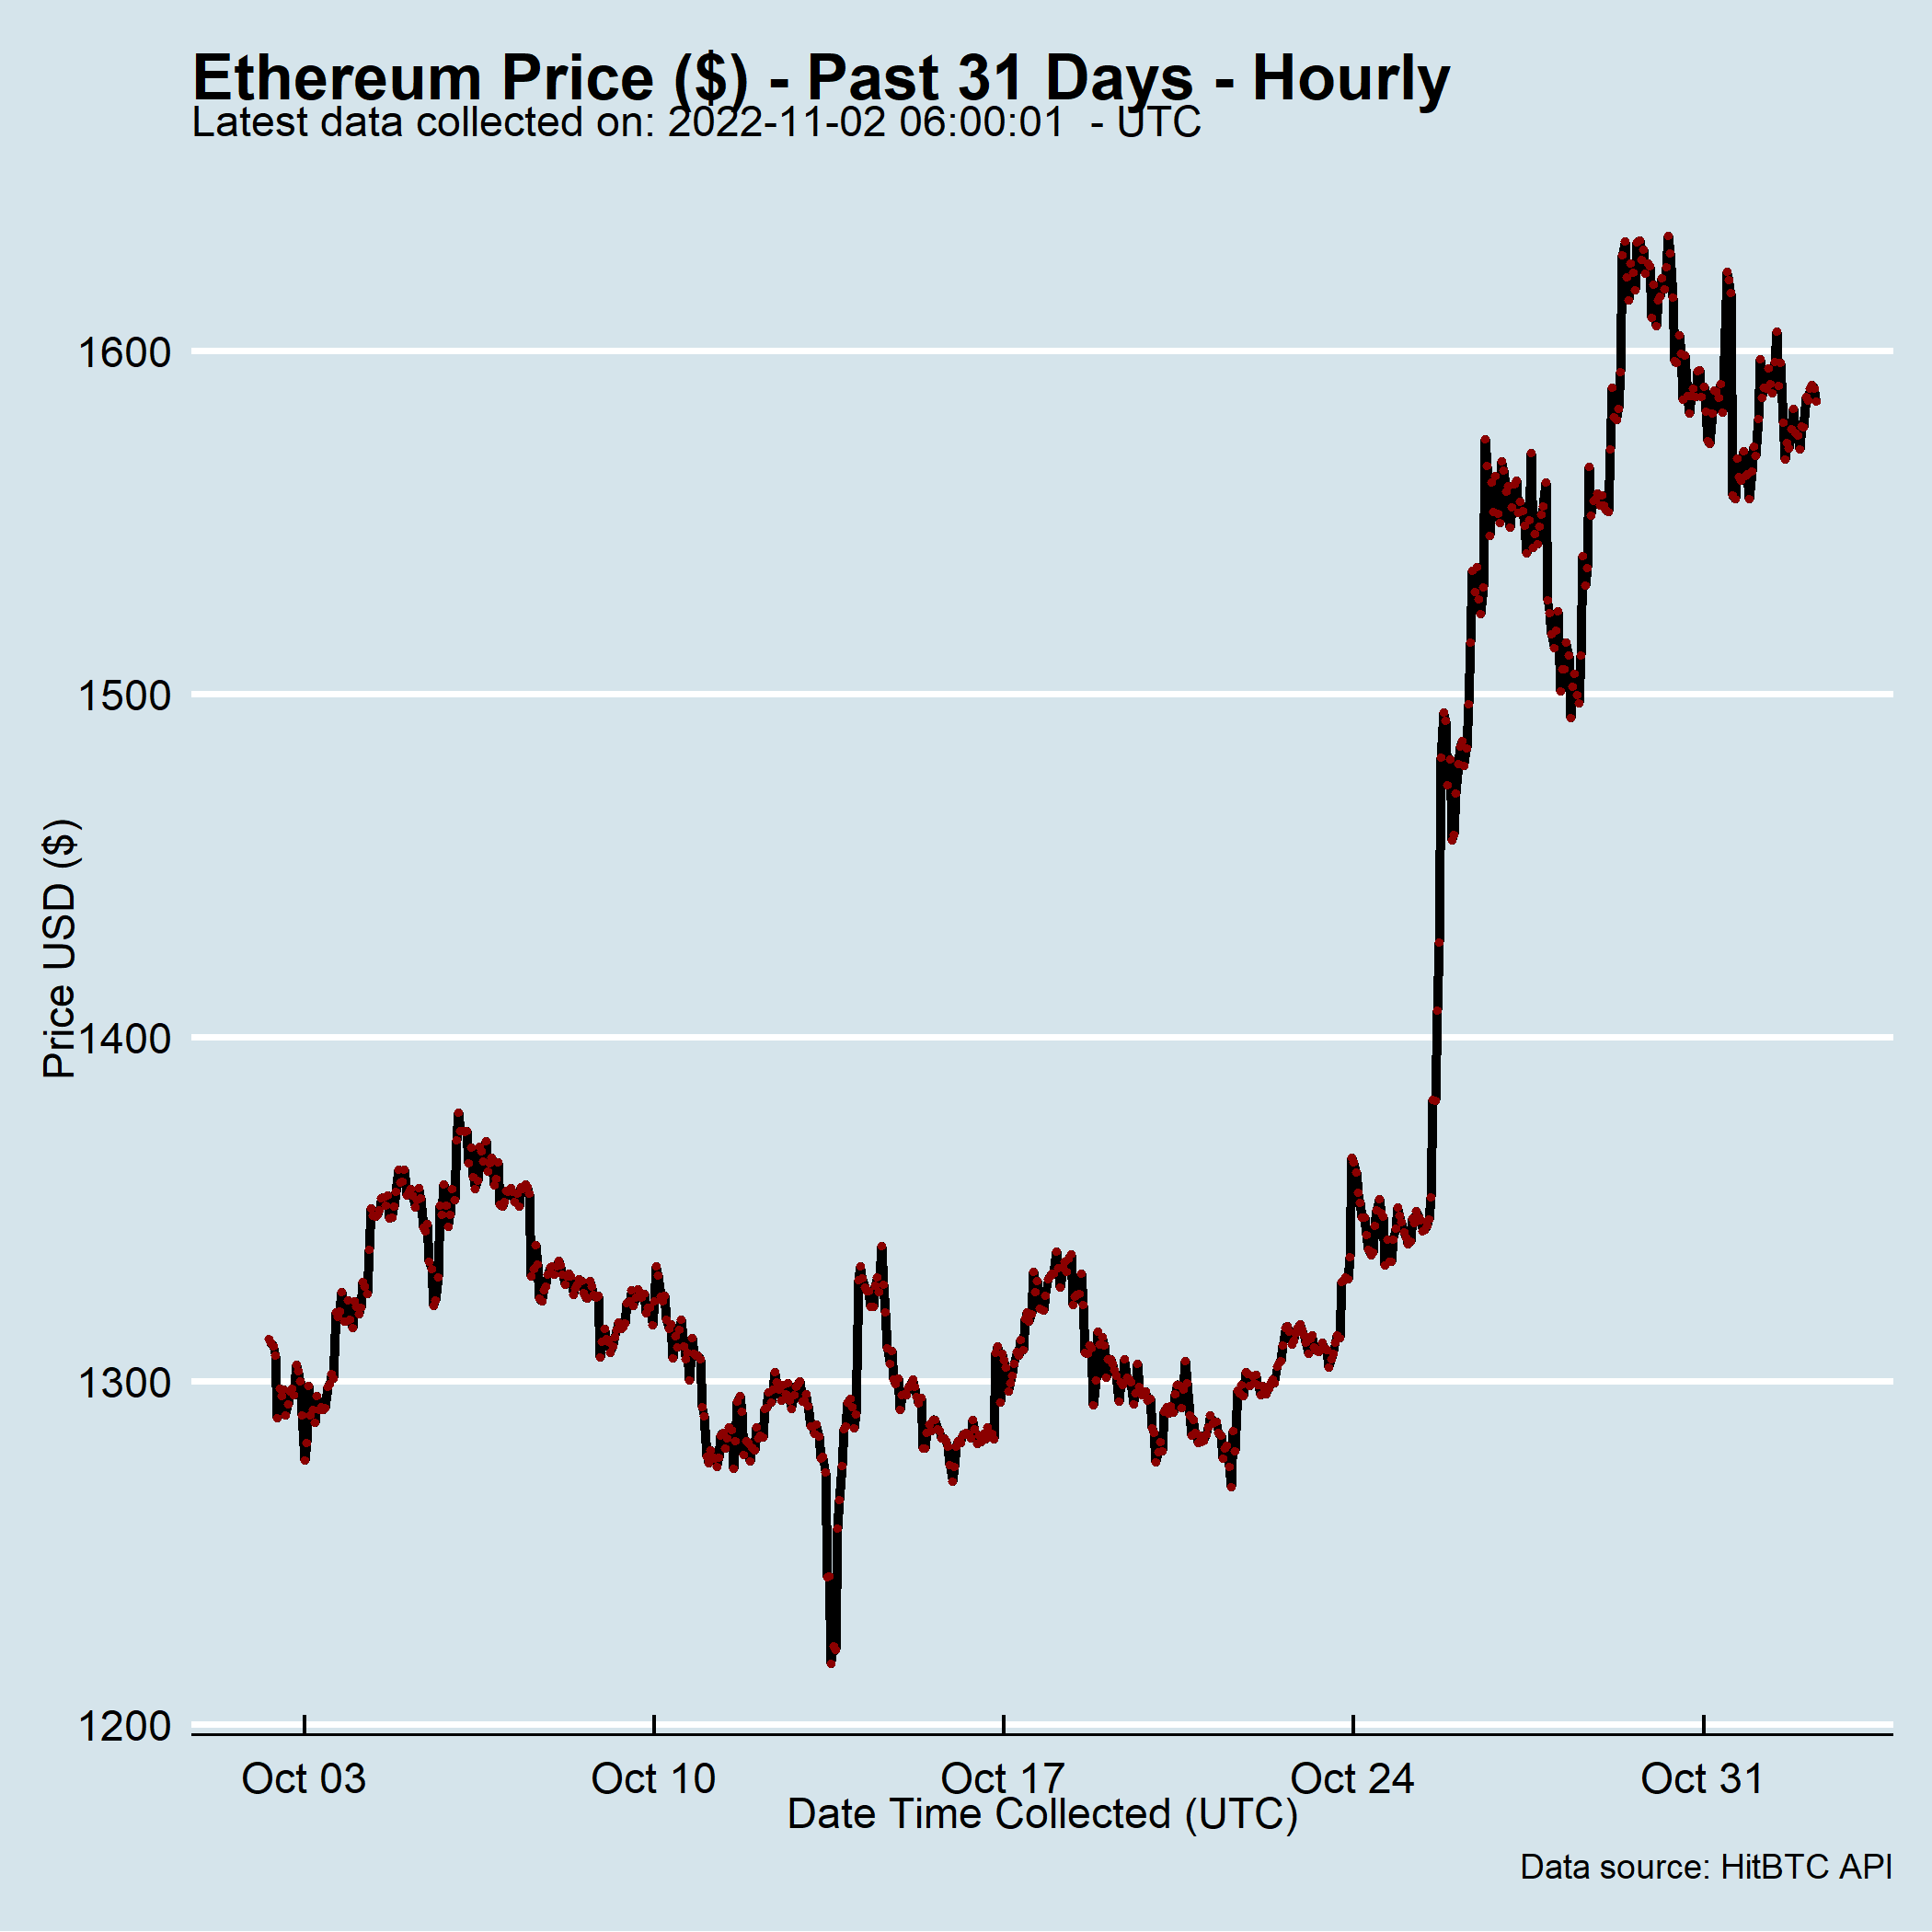 Ethereum Price ($) - Past 31 Days - Hourly
Latest data collected on: 2022-11-02 06:00:01  - UTC
Price USD ($)
1600
1500
1400
1300
1200
Oct 03 Oct 10 Oct 17 Oct 24 Oct 31
Date Time Collected (UTC)
Data source: HitBTC API